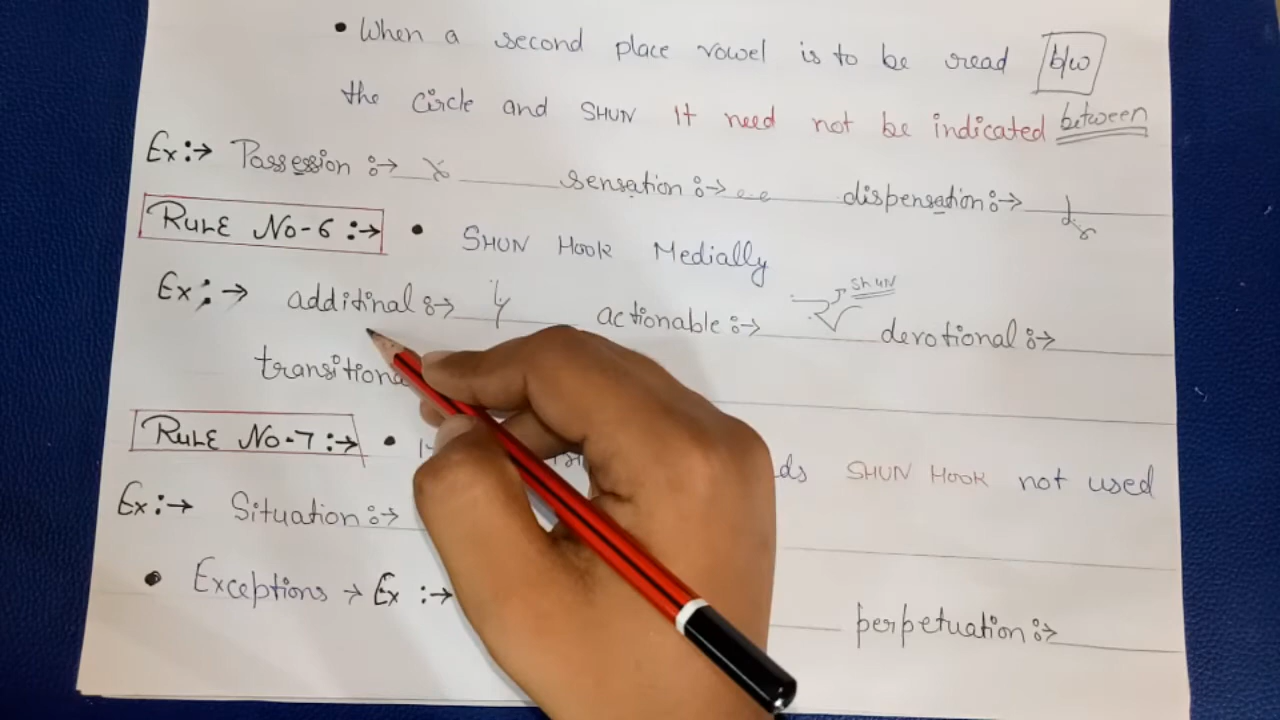 • When a second place vowel is to be read b/w
the circle and SHUN It need not be indicated between
Ex:→ Possession :→ sensation :→ dispensation :→
RULE No-6 :→ • SHUN HOOK Medially
Ex:→ additinal :→ actionable :→ SHUN devotional :→
transitiona
RULE No-7 :→ • ds SHUN HOOK not used
Ex:→ Situation :→
• Exceptions → Ex :→ perpetuation :→